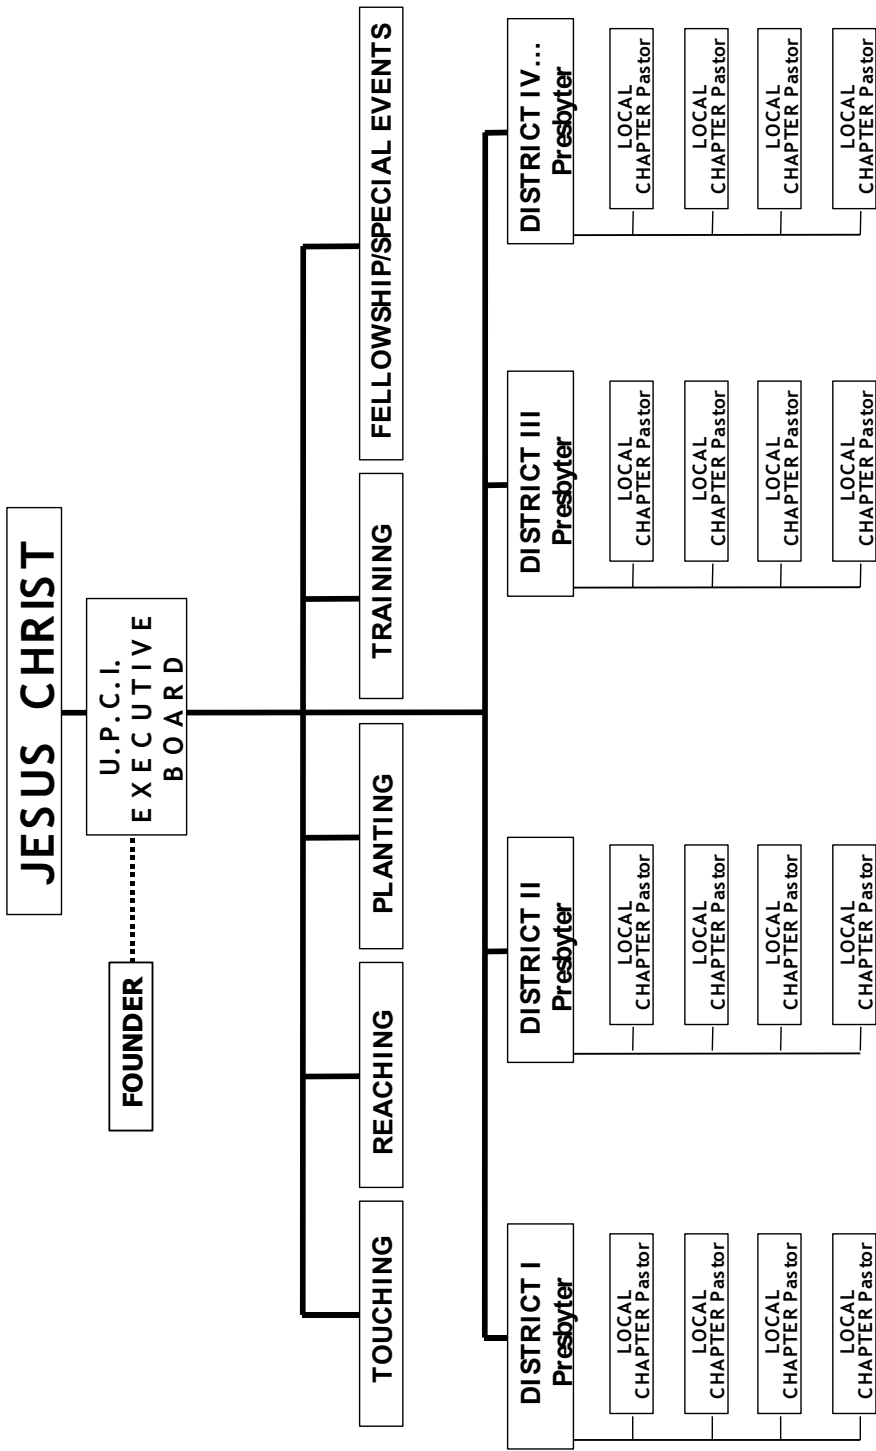 JESUS CHRIST
U.P.C.I.
EXECUTIVE
BOARD
FOUNDER
TOUCHING
REACHING
PLANTING
TRAINING
FELLOWSHIP/SPECIAL EVENTS
DISTRICT I
Presbyter
LOCAL
CHAPTER Pastor
LOCAL
CHAPTER Pastor
LOCAL
CHAPTER Pastor
LOCAL
CHAPTER Pastor
DISTRICT II
Presbyter
LOCAL
CHAPTER Pastor
LOCAL
CHAPTER Pastor
LOCAL
CHAPTER Pastor
LOCAL
CHAPTER Pastor
DISTRICT III
Presbyter
LOCAL
CHAPTER Pastor
LOCAL
CHAPTER Pastor
LOCAL
CHAPTER Pastor
LOCAL
CHAPTER Pastor
DISTRICT IV...
Presbyter
LOCAL
CHAPTER Pastor
LOCAL
CHAPTER Pastor
LOCAL
CHAPTER Pastor
LOCAL
CHAPTER Pastor